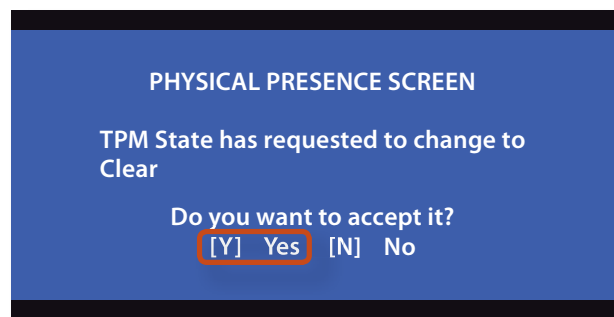 PHYSICAL PRESENCE SCREEN
TPM State has requested to change to
Clear
Do you want to accept it?
[Y] Yes [N] No